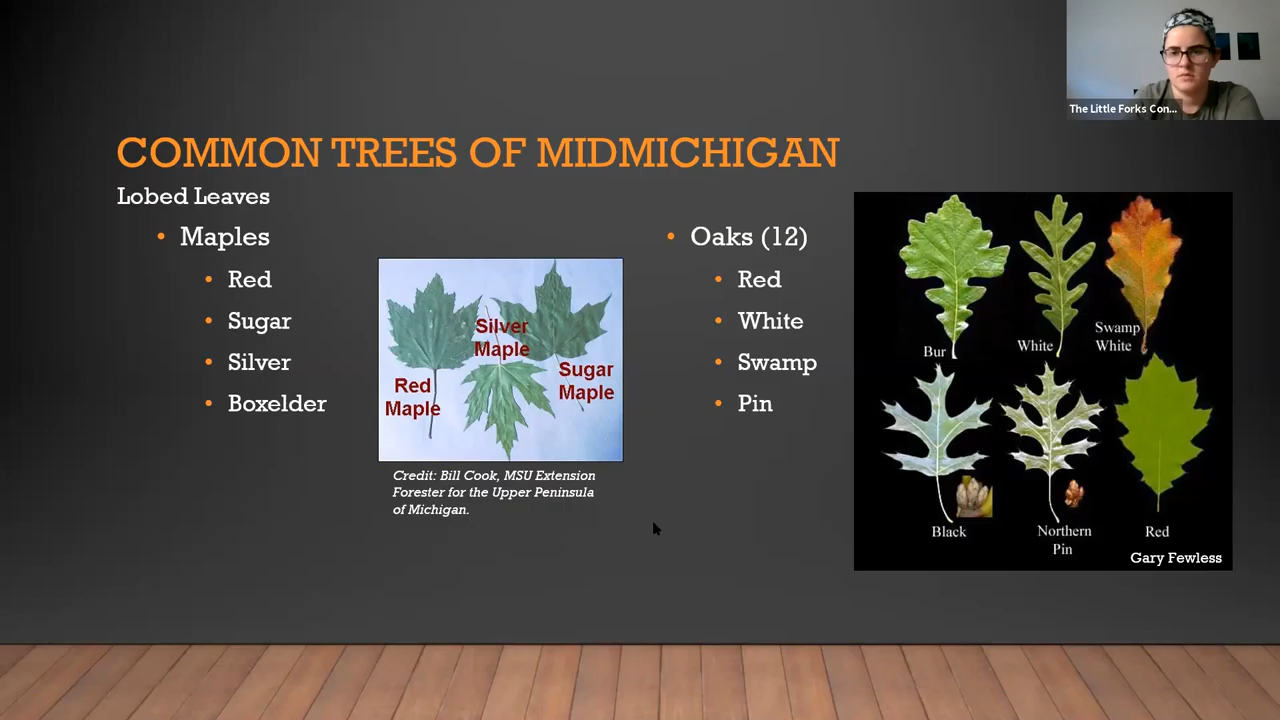 The Little Forks Con...
COMMON TREES OF MIDMICHIGAN
Lobed Leaves
• Maples
• Red
• Sugar
• Silver
• Boxelder
Silver
Maple
Red
Maple
Sugar
Maple
Credit: Bill Cook, MSU Extension
Forester for the Upper Peninsula
of Michigan.
• Oaks (12)
• Red
• White
• Swamp
• Pin
Bur
White
Swamp
White
Black
Northern
Pin
Red
Gary Fewless